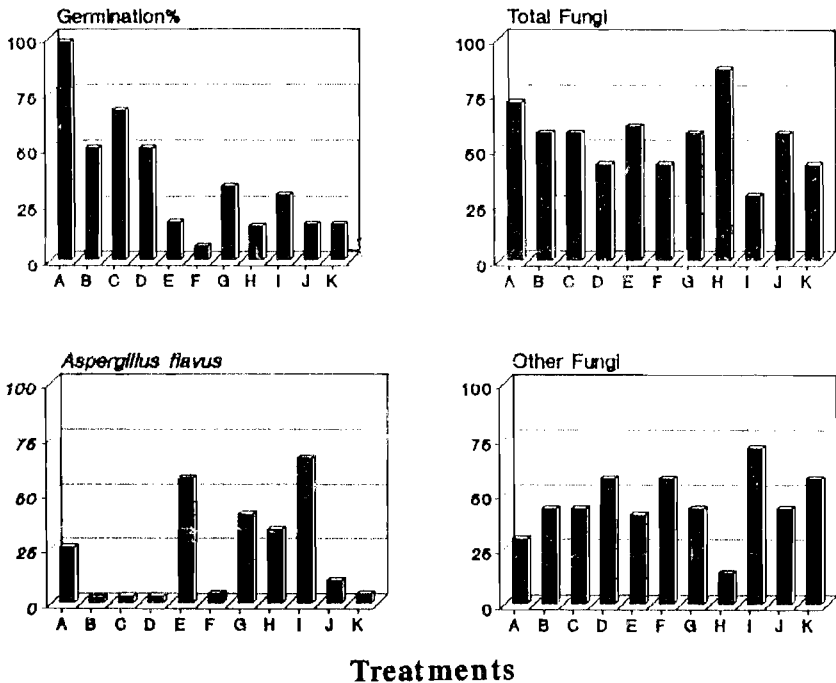 Germination%
100
75
50
25
0
A B C D E F G H I J K
Total Fungi
100
75
50
25
0
A B C D E F G H I J K
Aspergillus flavus
100
75
50
25
0
A B C D E F G H I J K
Other Fungi
100
75
50
25
0
A B C D E F G H I J K
Treatments